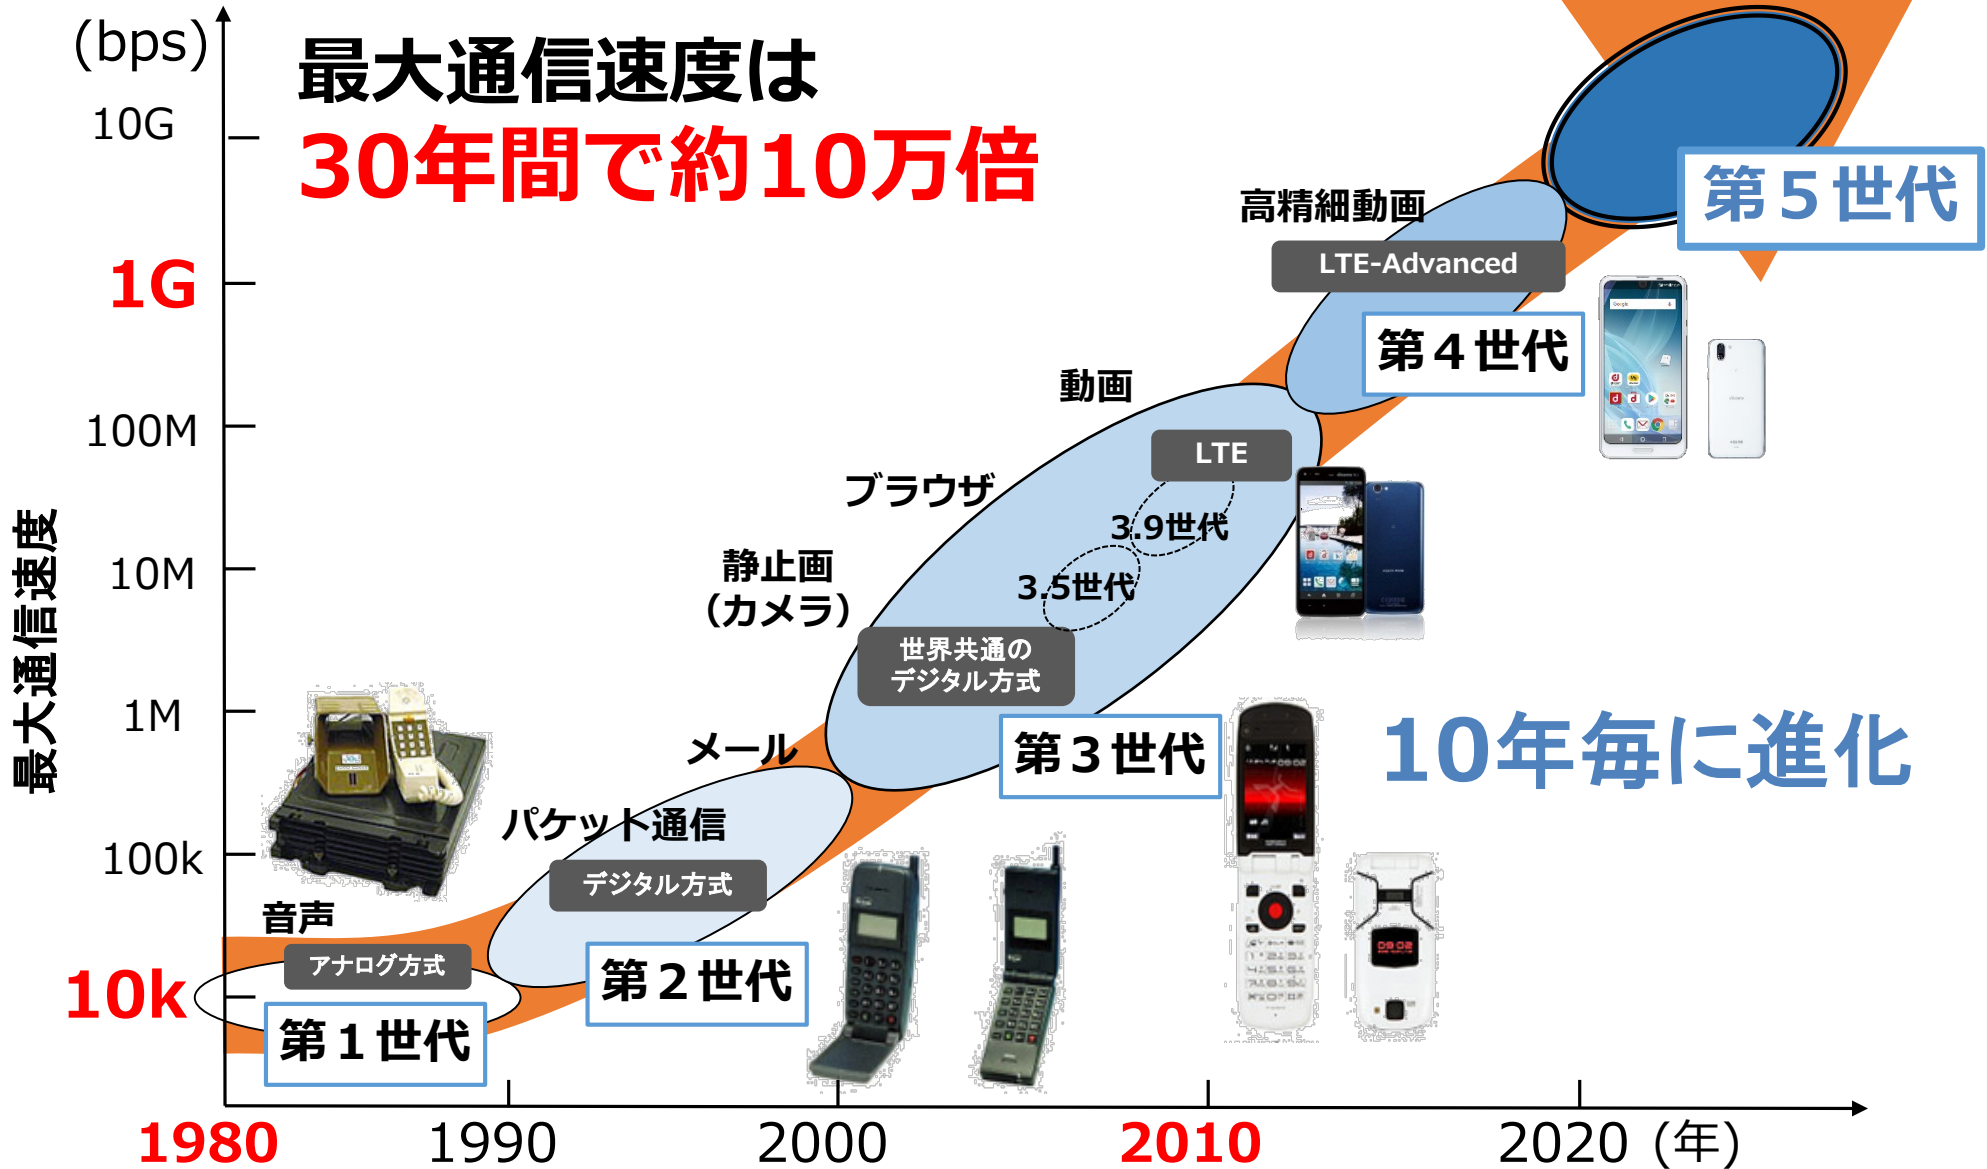 (bps)
最大通信速度は
30年間で約10万倍
10G
1G
100M
10M
1M
100k
10k
最大通信速度
第５世代
高精細動画
LTE-Advanced
第４世代
動画
LTE
ブラウザ
3.9世代
静止画
（カメラ）
3.5世代
世界共通の
デジタル方式
第３世代
10年毎に進化
メール
パケット通信
デジタル方式
第２世代
音声
アナログ方式
第１世代
1980
1990
2000
2010
2020 (年)